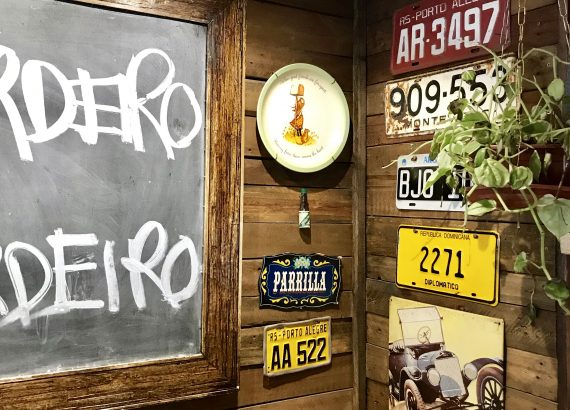 RDEIRO
RDEIRO
PARRILLA
RS-PORTO ALEGRE
AA 522
RS-PORTO ALEGRE
AR-3497
909-558
REPUBLICA DOMINICANA
2271
DIPLOMATICO